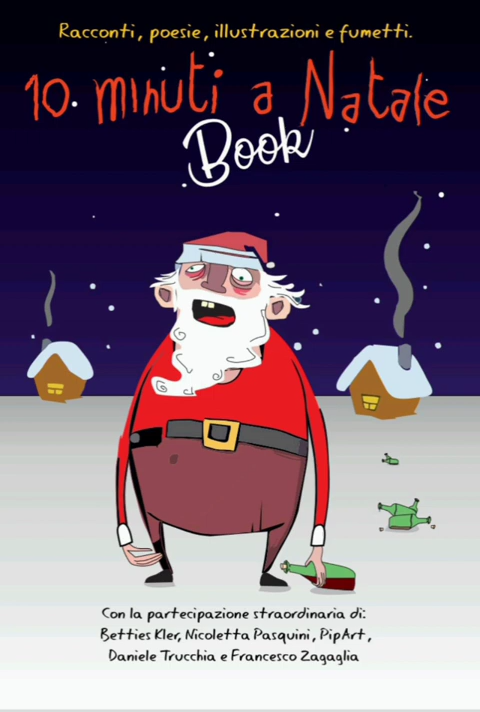 Racconti, poesie, illustrazioni e fumetti.
10 minuti a Natale
Book
Con la partecipazione straordinaria di:
Betties Kler, Nicoletta Pasquini, PipArt,
Daniele Trucchia e Francesco Zagaglia